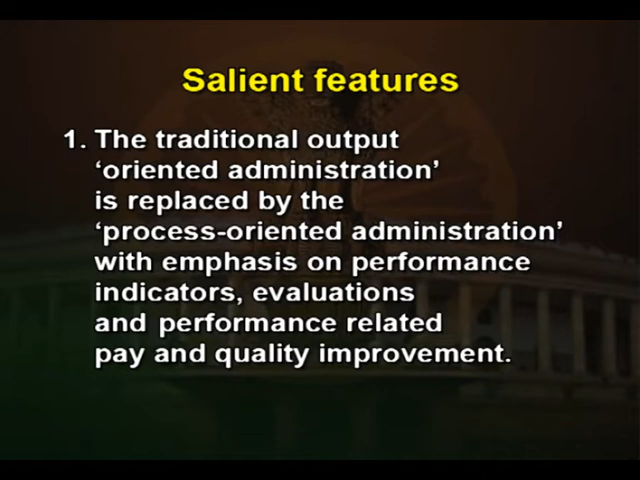 Salient features
1. The traditional output
‘oriented administration’
is replaced by the
‘process-oriented administration’
with emphasis on performance
indicators, evaluations
and performance related
pay and quality improvement.